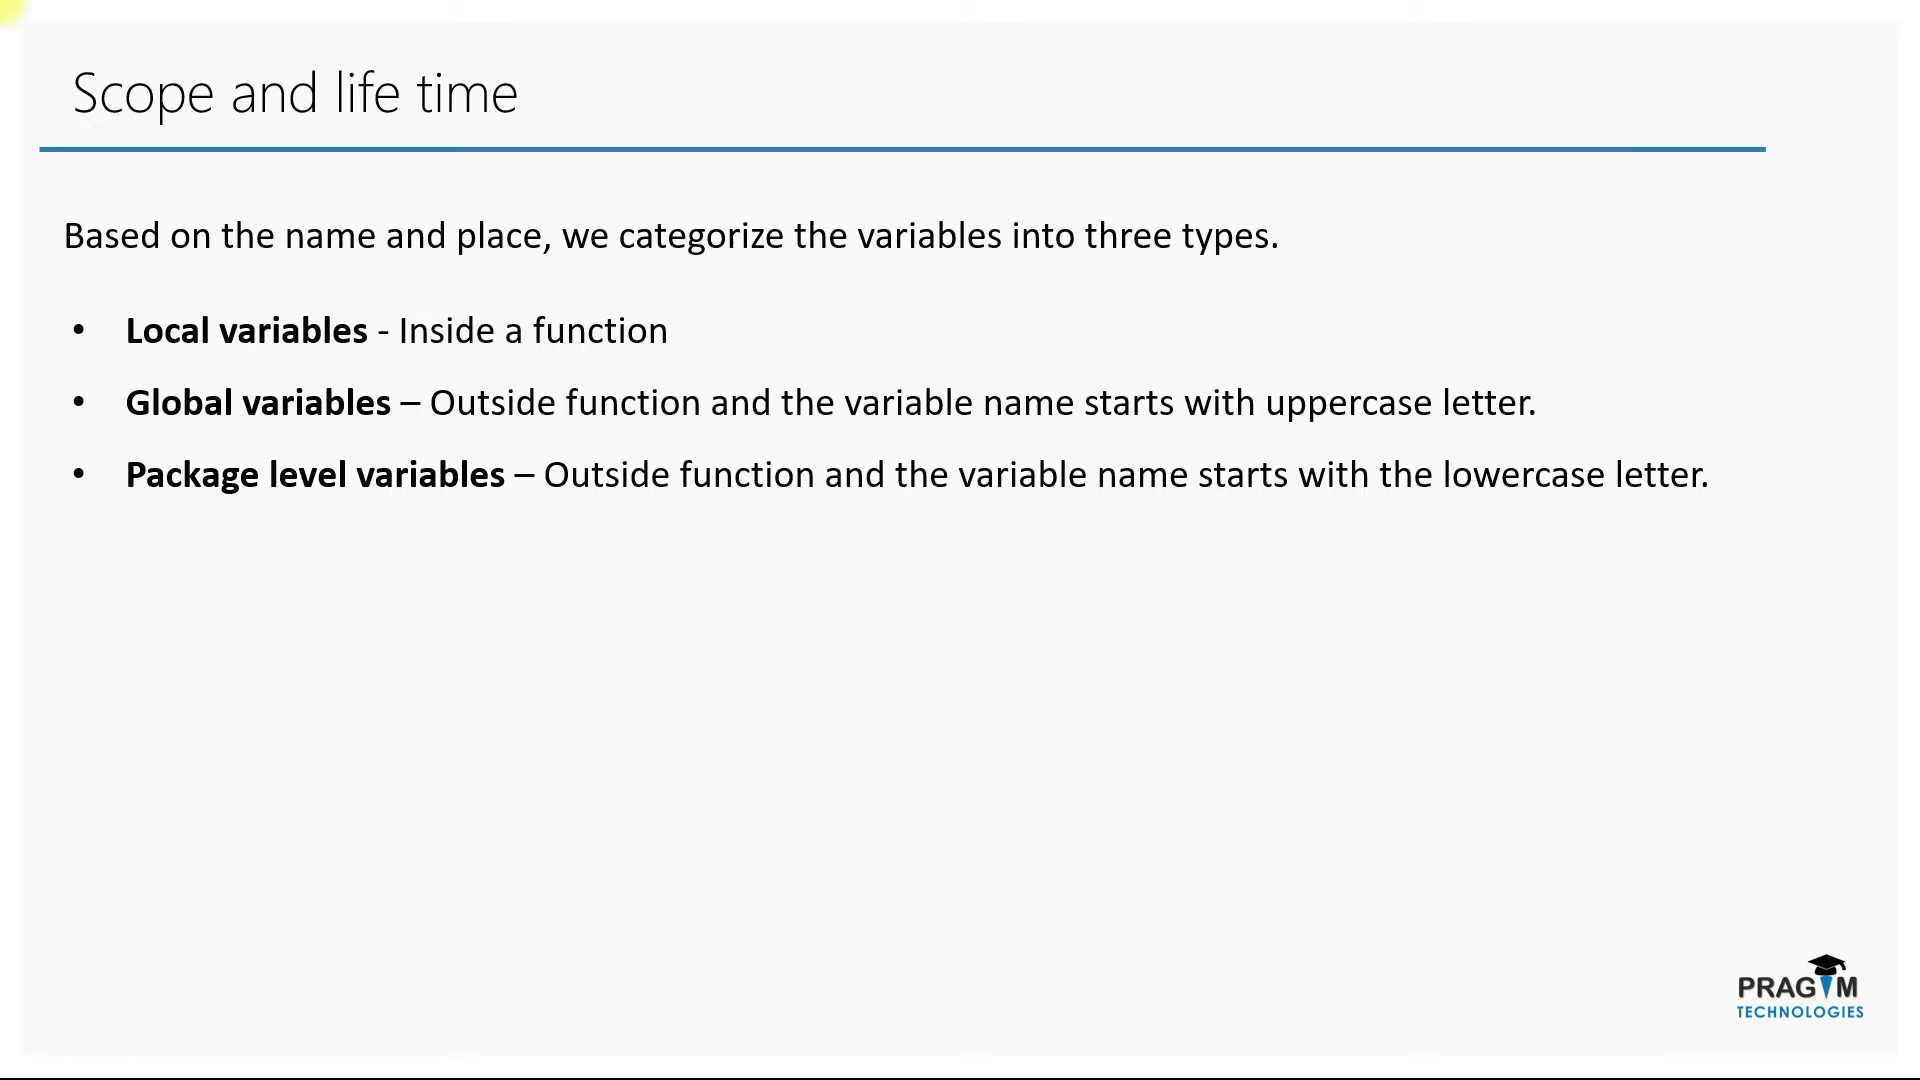 Scope and life time
Based on the name and place, we categorize the variables into three types.
• Local variables - Inside a function
• Global variables – Outside function and the variable name starts with uppercase letter.
• Package level variables – Outside function and the variable name starts with the lowercase letter.
PRAGIM
TECHNOLOGIES